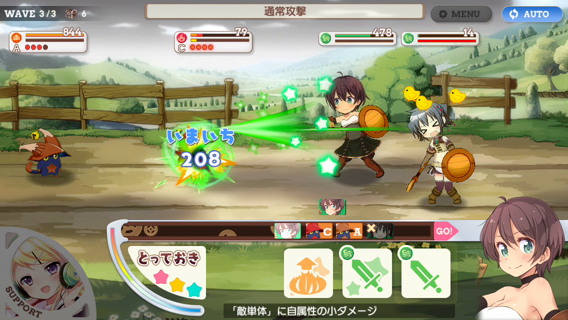 WAVE 3/3 6
通常攻撃
MENU
AUTO
844
A
79
C
478
14
いまいち
208
C
A
GO!
とっておき
SUPPORT
「敵単体」に自属性の小ダメージ